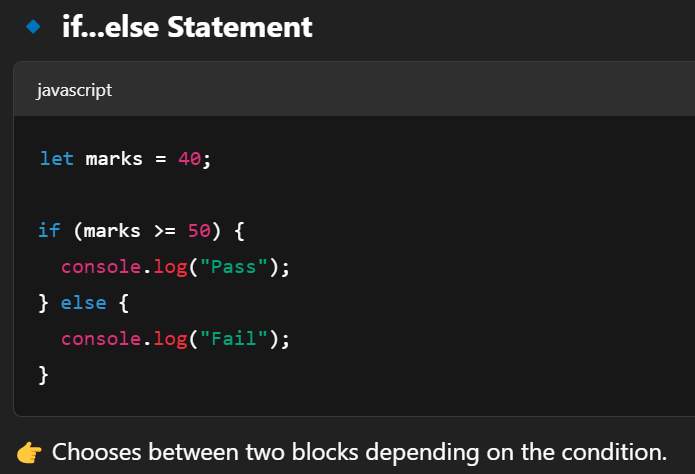 if...else Statement
javascript
let marks = 40;
if (marks >= 50) {
  console.log("Pass");
} else {
  console.log("Fail");
}
Chooses between two blocks depending on the condition.